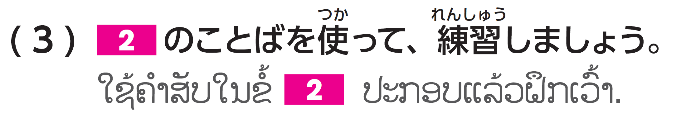 (3) 2 のことばを使って、練習しましょう。
ໃຊ້ຄຳສັບໃນຂໍ້ 2 ປະກອບແລ້ວຝຶກເວົ້າ.